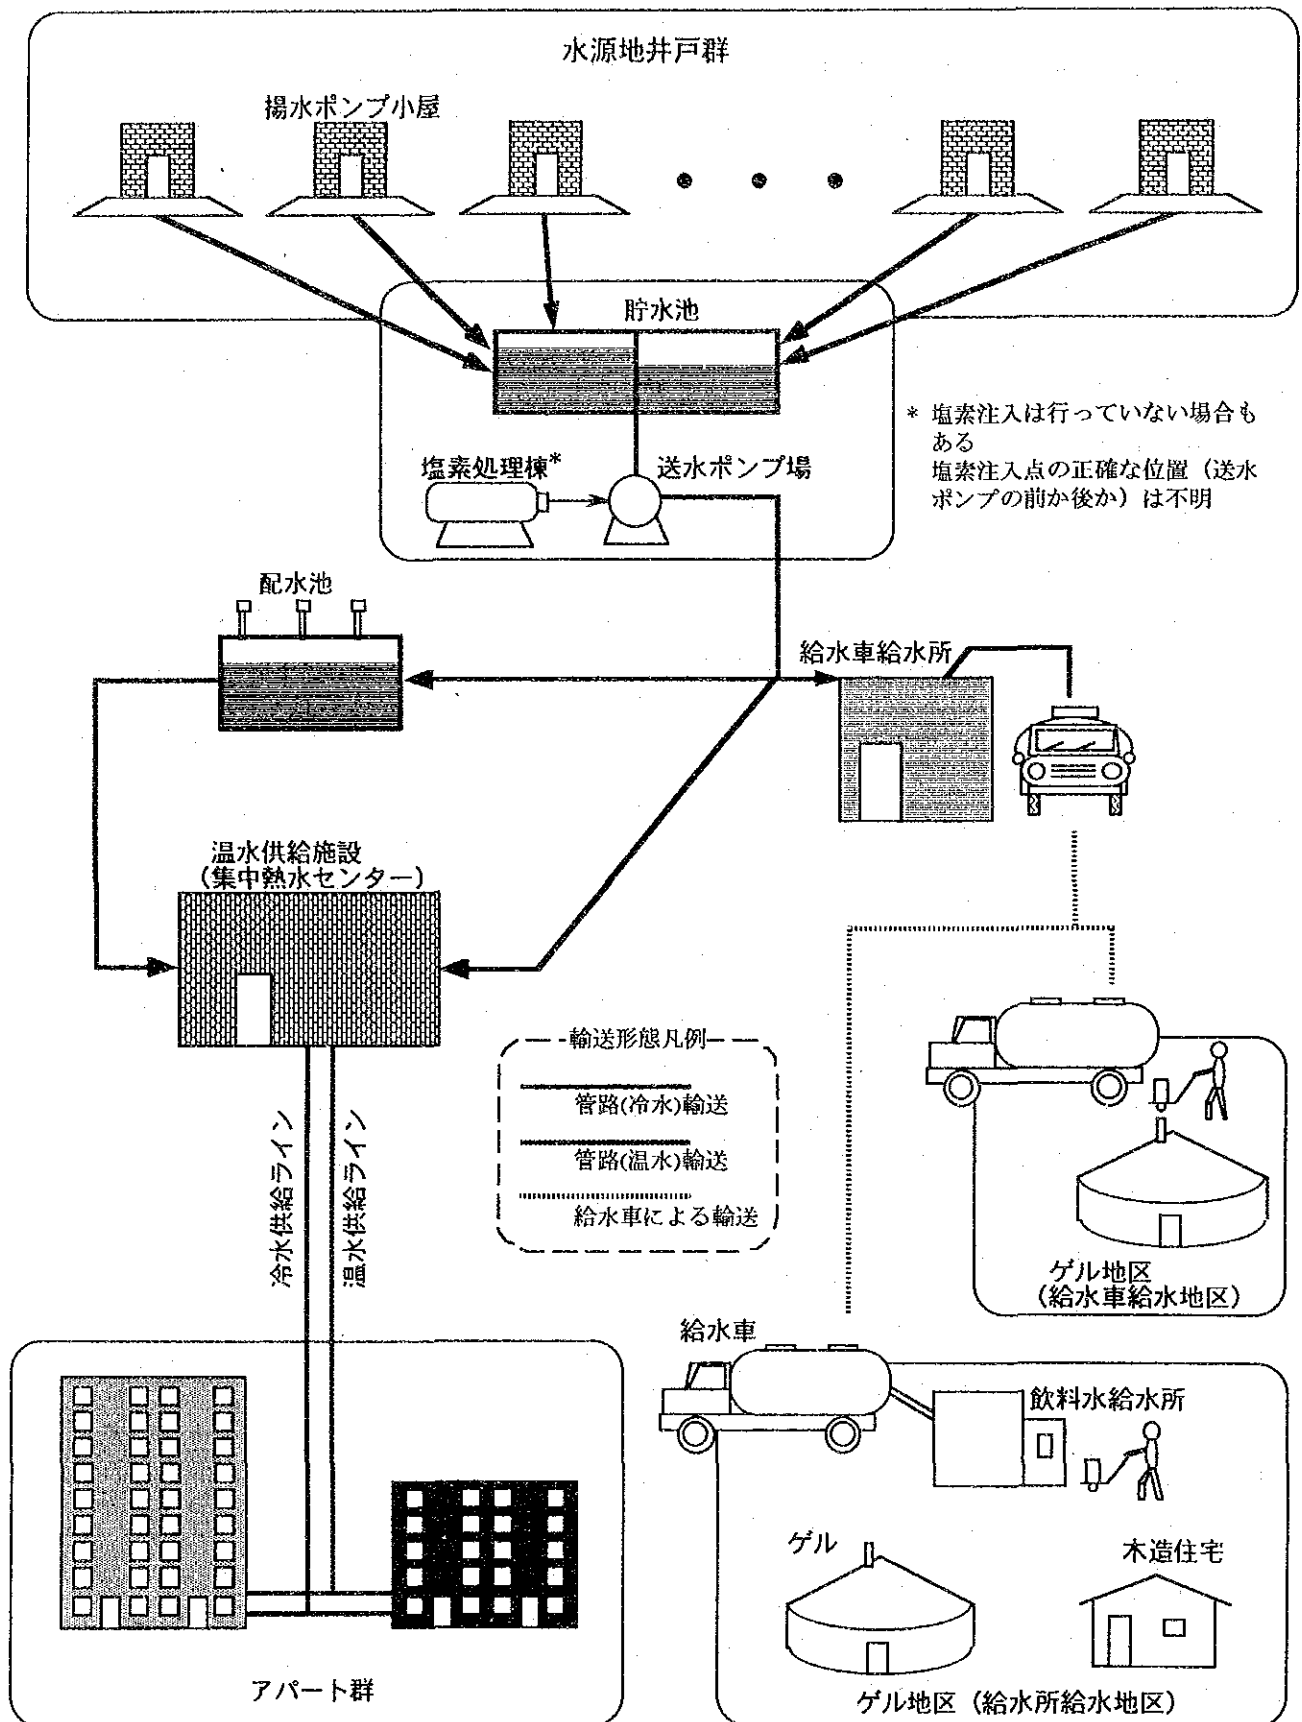 水源地井戸群
揚水ポンプ小屋
貯水池
* 塩素注入は行っていない場合も
ある
塩素注入点の正確な位置（送水
ポンプの前か後か）は不明
塩素処理棟*
送水ポンプ場
配水池
給水車給水所
温水供給施設
（集中熱水センター）
輸送形態凡例
管路(冷水)輸送
管路(温水)輸送
給水車による輸送
冷水供給ライン
温水供給ライン
ゲル地区
（給水車給水地区）
給水車
飲料水給水所
ゲル
木造住宅
アパート群
ゲル地区（給水所給水地区）